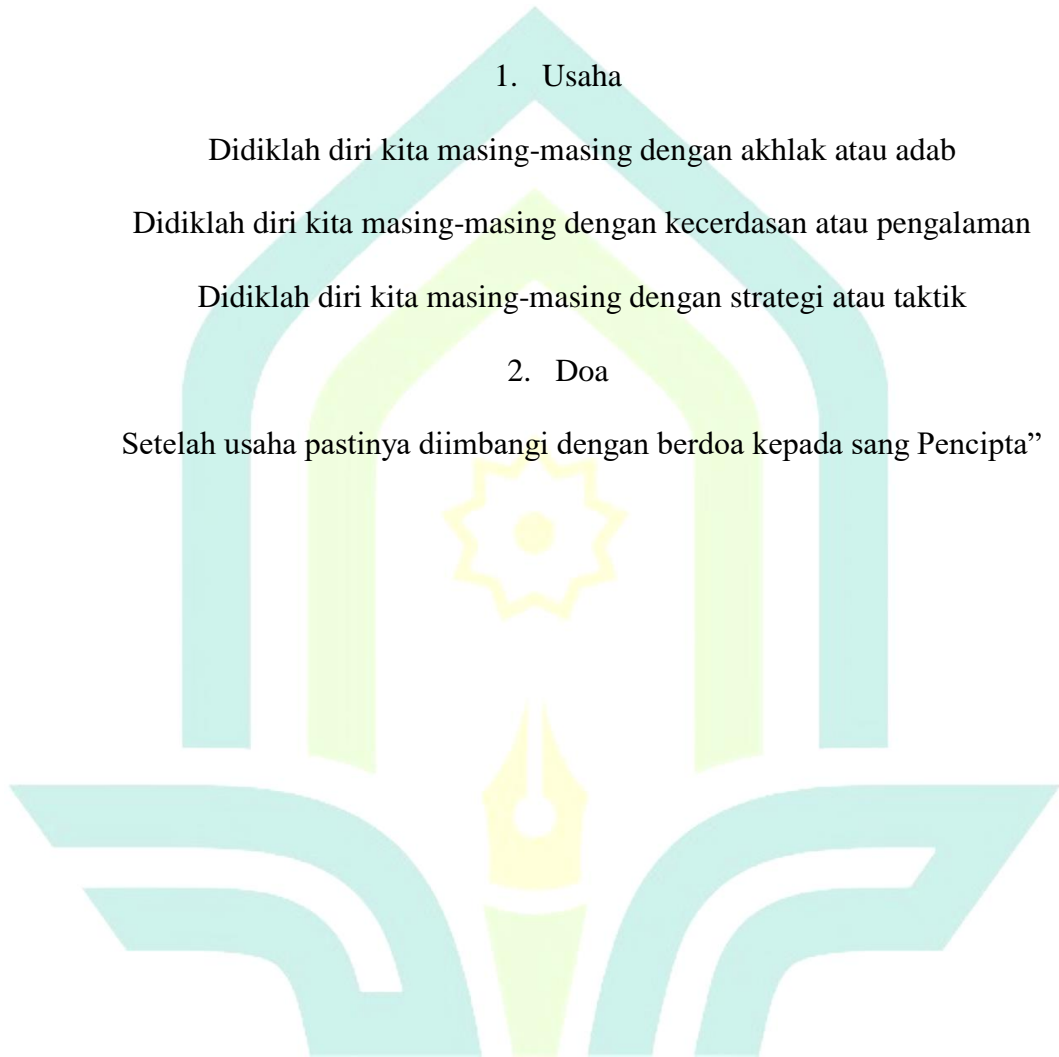 1. Usaha
Didiklah diri kita masing-masing dengan akhlak atau adab
Didiklah diri kita masing-masing dengan kecerdasan atau pengalaman
Didiklah diri kita masing-masing dengan strategi atau taktik
2. Doa
Setelah usaha pastinya diimbangi dengan berdoa kepada sang Pencipta”